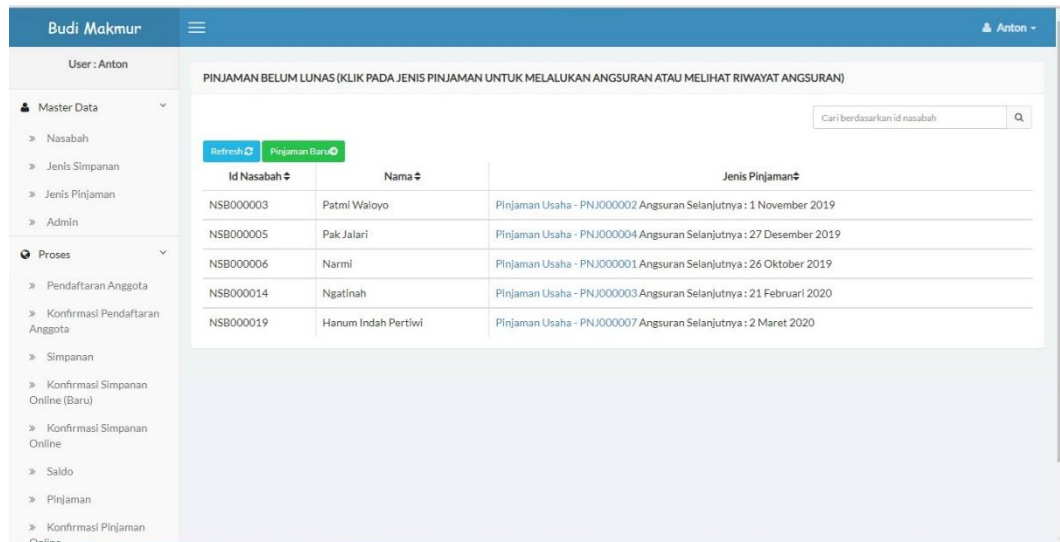 Budi Makmur
Anton
User : Anton
Master Data
Nasabah
Jenis Simpanan
Jenis Pinjaman
Admin
Proses
Pendaftaran Anggota
Konfirmasi Pendaftaran
Anggota
Simpanan
Konfirmasi Simpanan
Online (Baru)
Konfirmasi Simpanan
Online
Saldo
Pinjaman
Konfirmasi Pinjaman
Online
PINJAMAN BELUM LUNAS (KLIK PADA JENIS PINJAMAN UNTUK MELALUKAN ANGSURAN ATAU MELIHAT RIWAYAT ANGSURAN)
Cari berdasarkan id nasabah
Refresh Pinjaman Baru
Id Nasabah Nama Jenis Pinjaman
NSB000003 Patmi Waloyo Pinjaman Usaha - PNJ000002 Angsuran Selanjutnya : 1 November 2019
NSB000005 Pak Jalari Pinjaman Usaha - PNJ000004 Angsuran Selanjutnya : 27 Desember 2019
NSB000006 Narmi Pinjaman Usaha - PNJ000001 Angsuran Selanjutnya : 26 Oktober 2019
NSB000014 Ngatinah Pinjaman Usaha - PNJ000003 Angsuran Selanjutnya : 21 Februari 2020
NSB000019 Hanum Indah Pertiwi Pinjaman Usaha - PNJ000007 Angsuran Selanjutnya : 2 Maret 2020